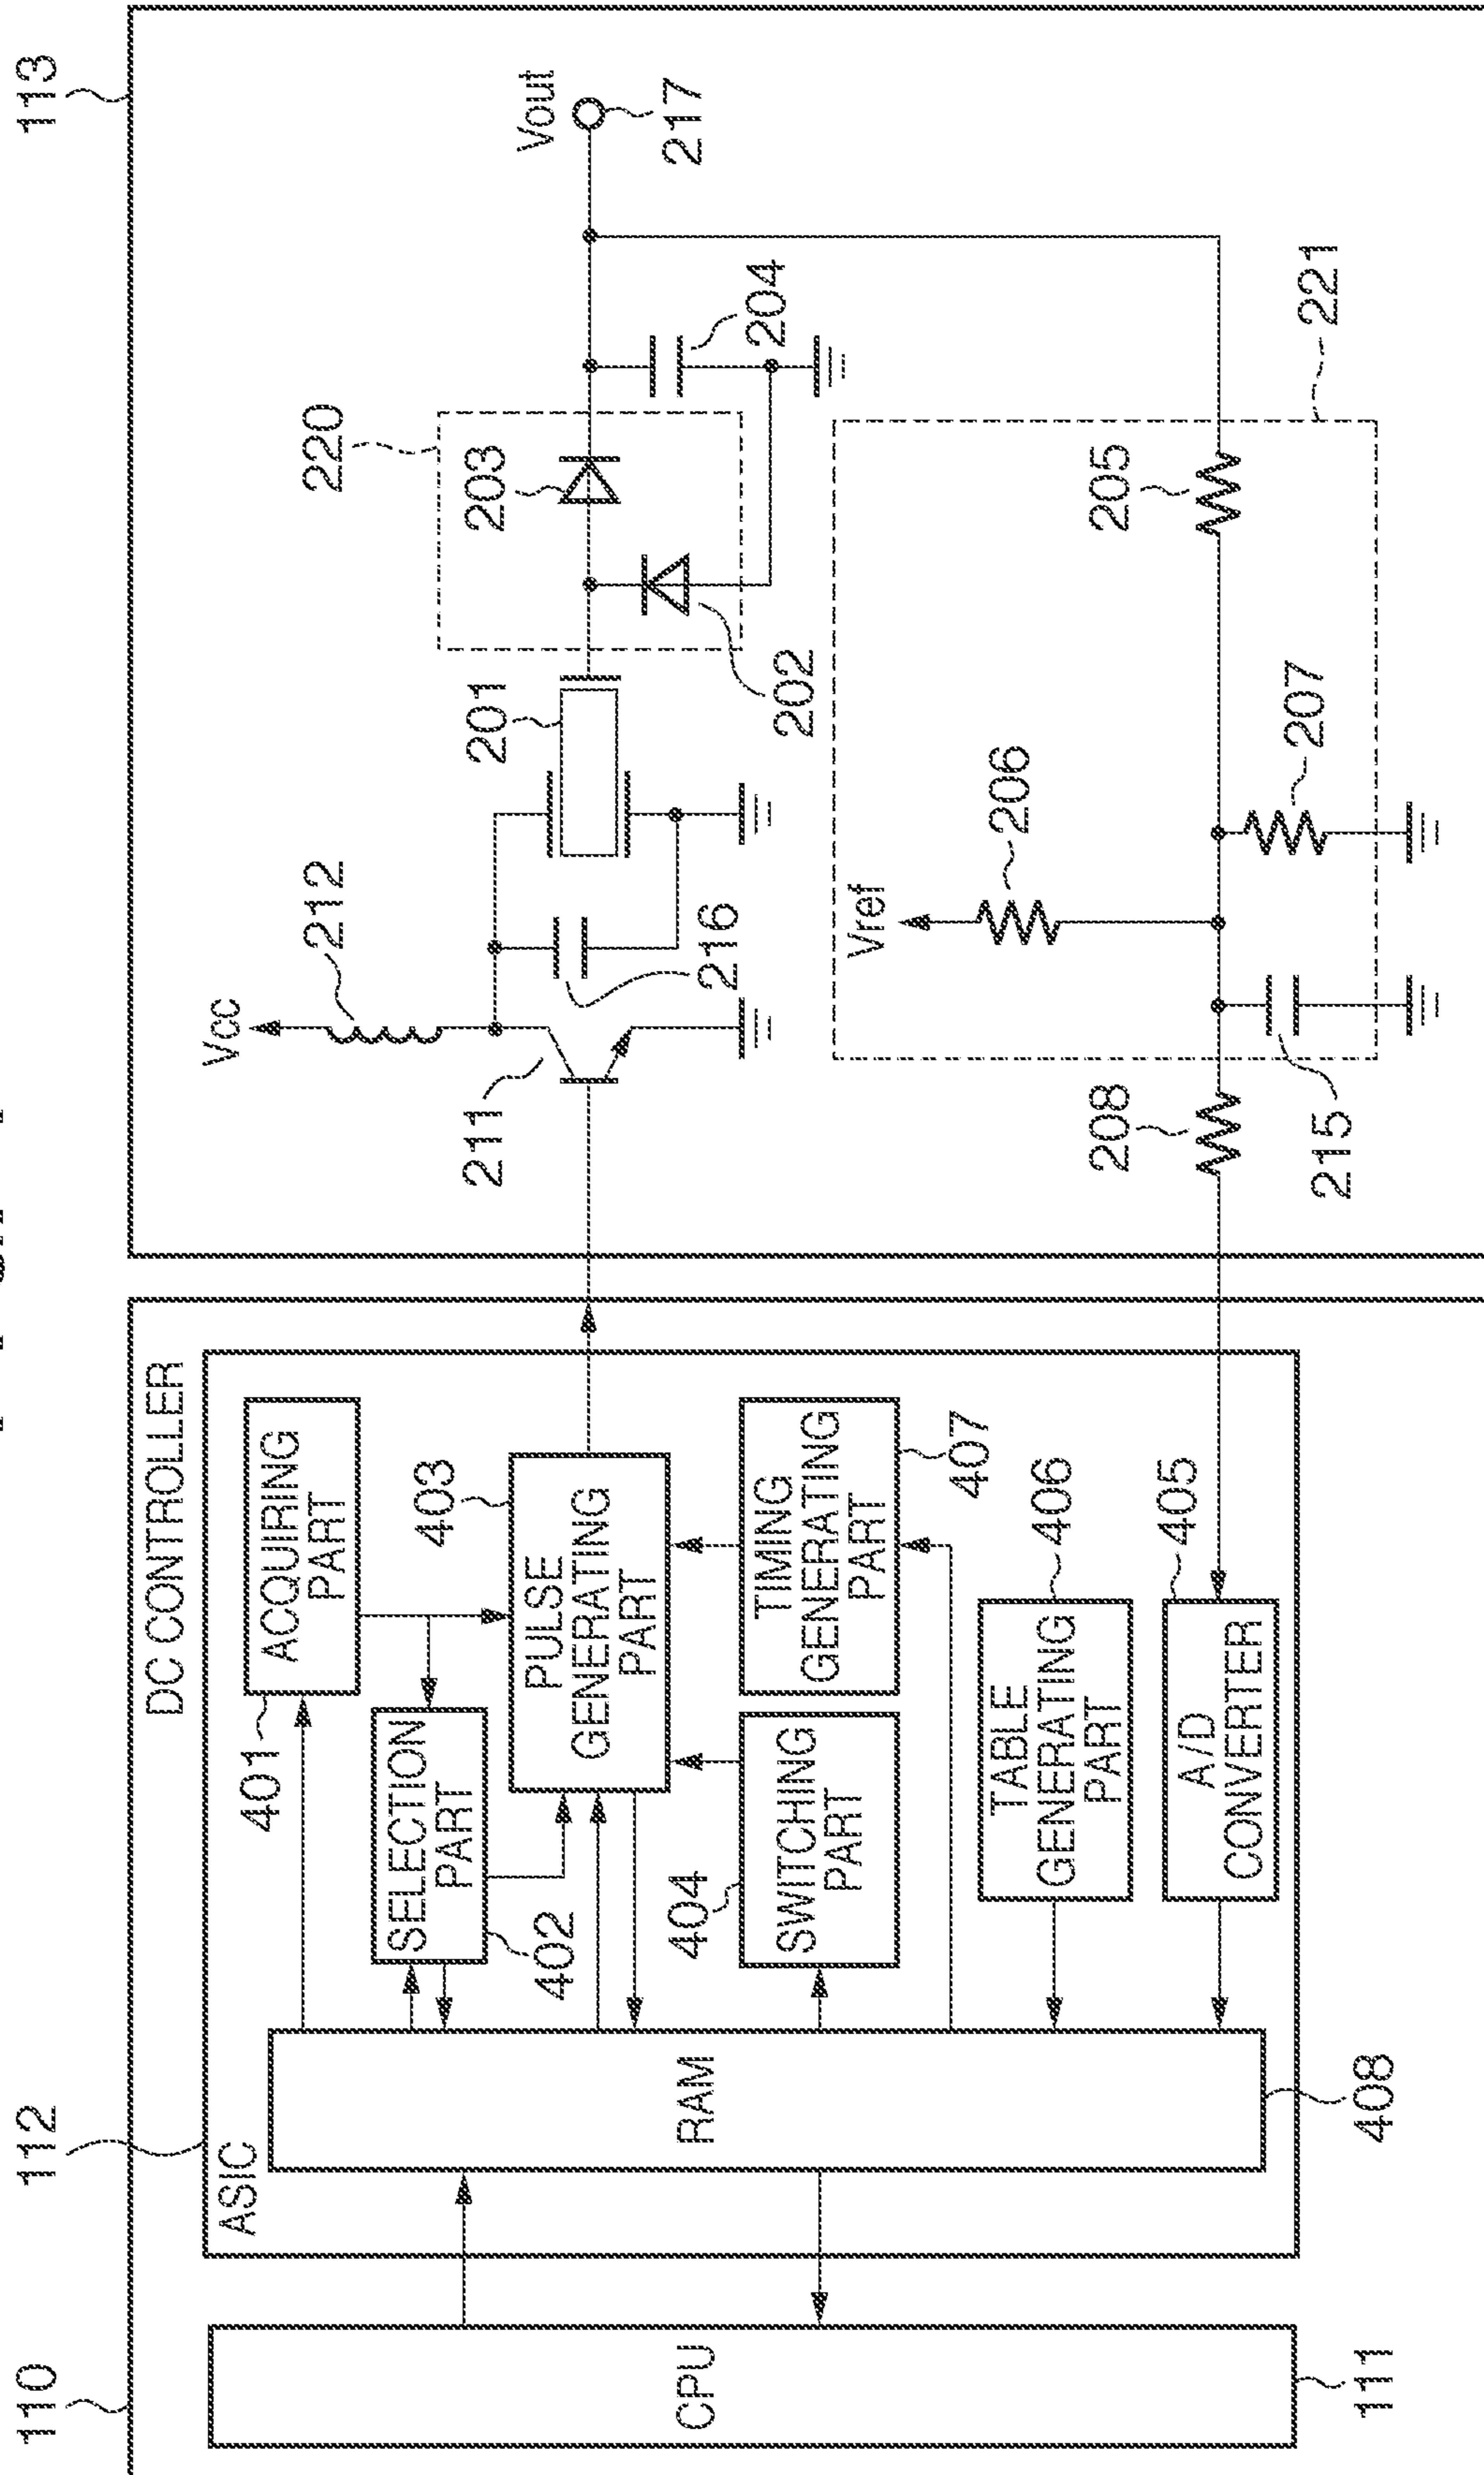 110
112
113
DC CONTROLLER
ASIC
CPU
111
RAM
408
401
ACQUIRING
PART
SELECTION
PART
402
403
PULSE
GENERATING
PART
404
SWITCHING
PART
TIMING
GENERATING
PART
407
TABLE
GENERATING
PART
406
A/D
CONVERTER
405
Vcc
212
211
216
201
220
203
202
204
Vout
217
221
Vref
206
205
207
208
215